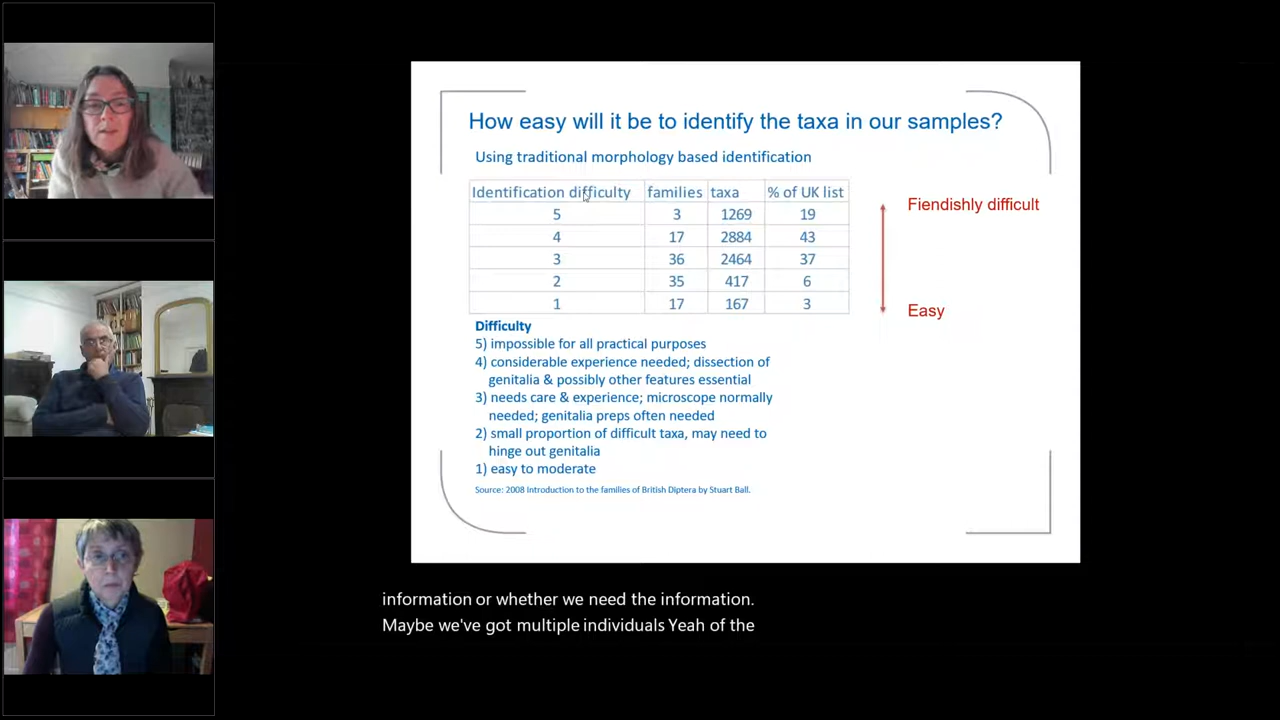 How easy will it be to identify the taxa in our samples?
Using traditional morphology based identification
Identification difficulty families taxa % of UK list
5 3 1269 19
4 17 2884 43
3 36 2464 37
2 35 417 6
1 17 167 3
Fiendishly difficult
Easy
Difficulty
5) impossible for all practical purposes
4) considerable experience needed; dissection of
genitalia & possibly other features essential
3) needs care & experience; microscope normally
needed; genitalia preps often needed
2) small proportion of difficult taxa, may need to
hinge out genitalia
1) easy to moderate
Source: 2008 Introduction to the families of British Diptera by Stuart Ball.
information or whether we need the information.
Maybe we've got multiple individuals Yeah of the